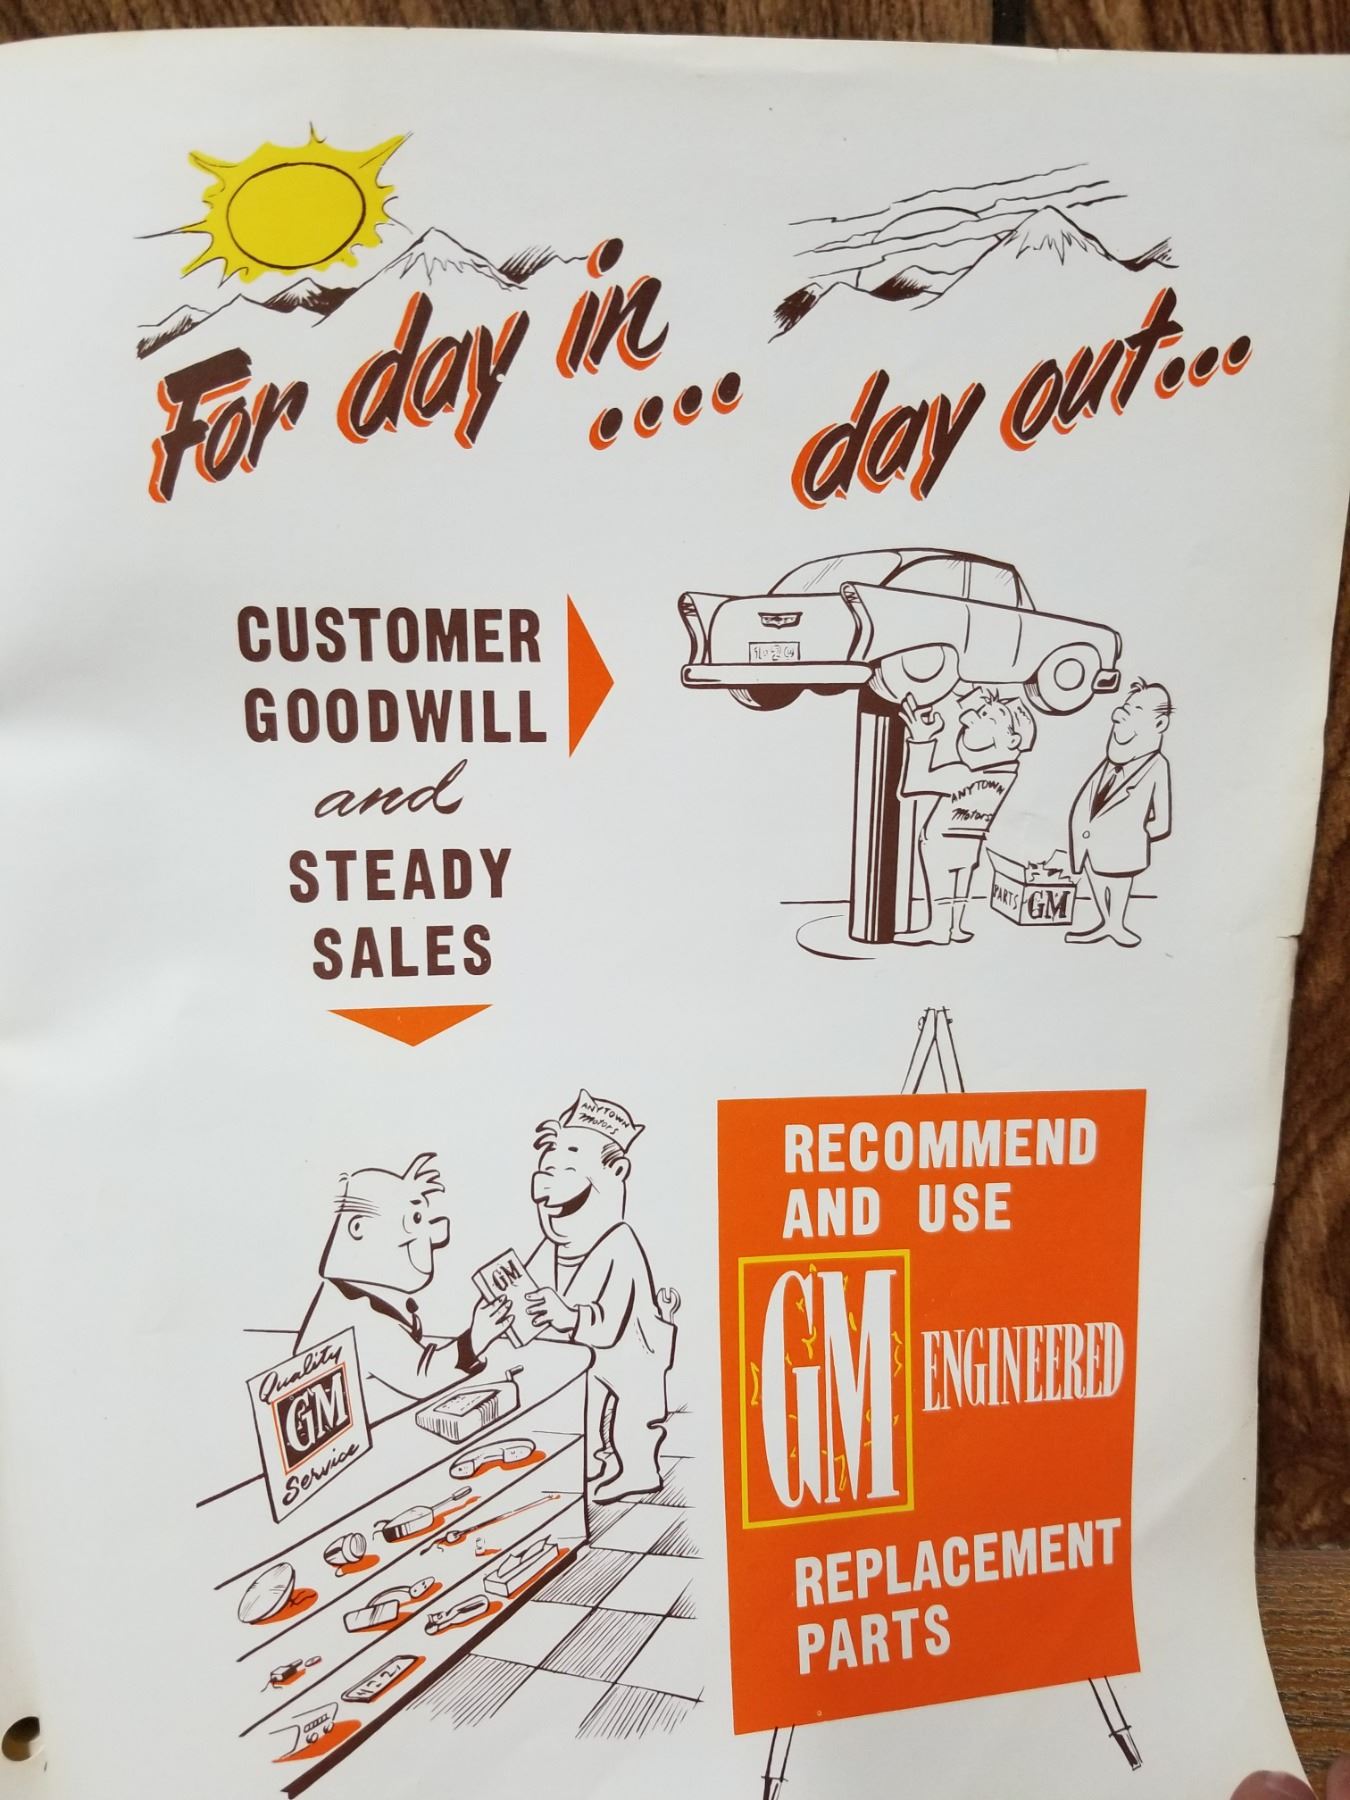 For day in
....
day out...
CUSTOMER
GOODWILL
and
STEADY
SALES
ANYTOWN
Motors
PARTS
GM
ANYTOWN
Motors
GM
Quality
GM
Service
RECOMMEND
AND USE
GM ENGINEERED
REPLACEMENT
PARTS